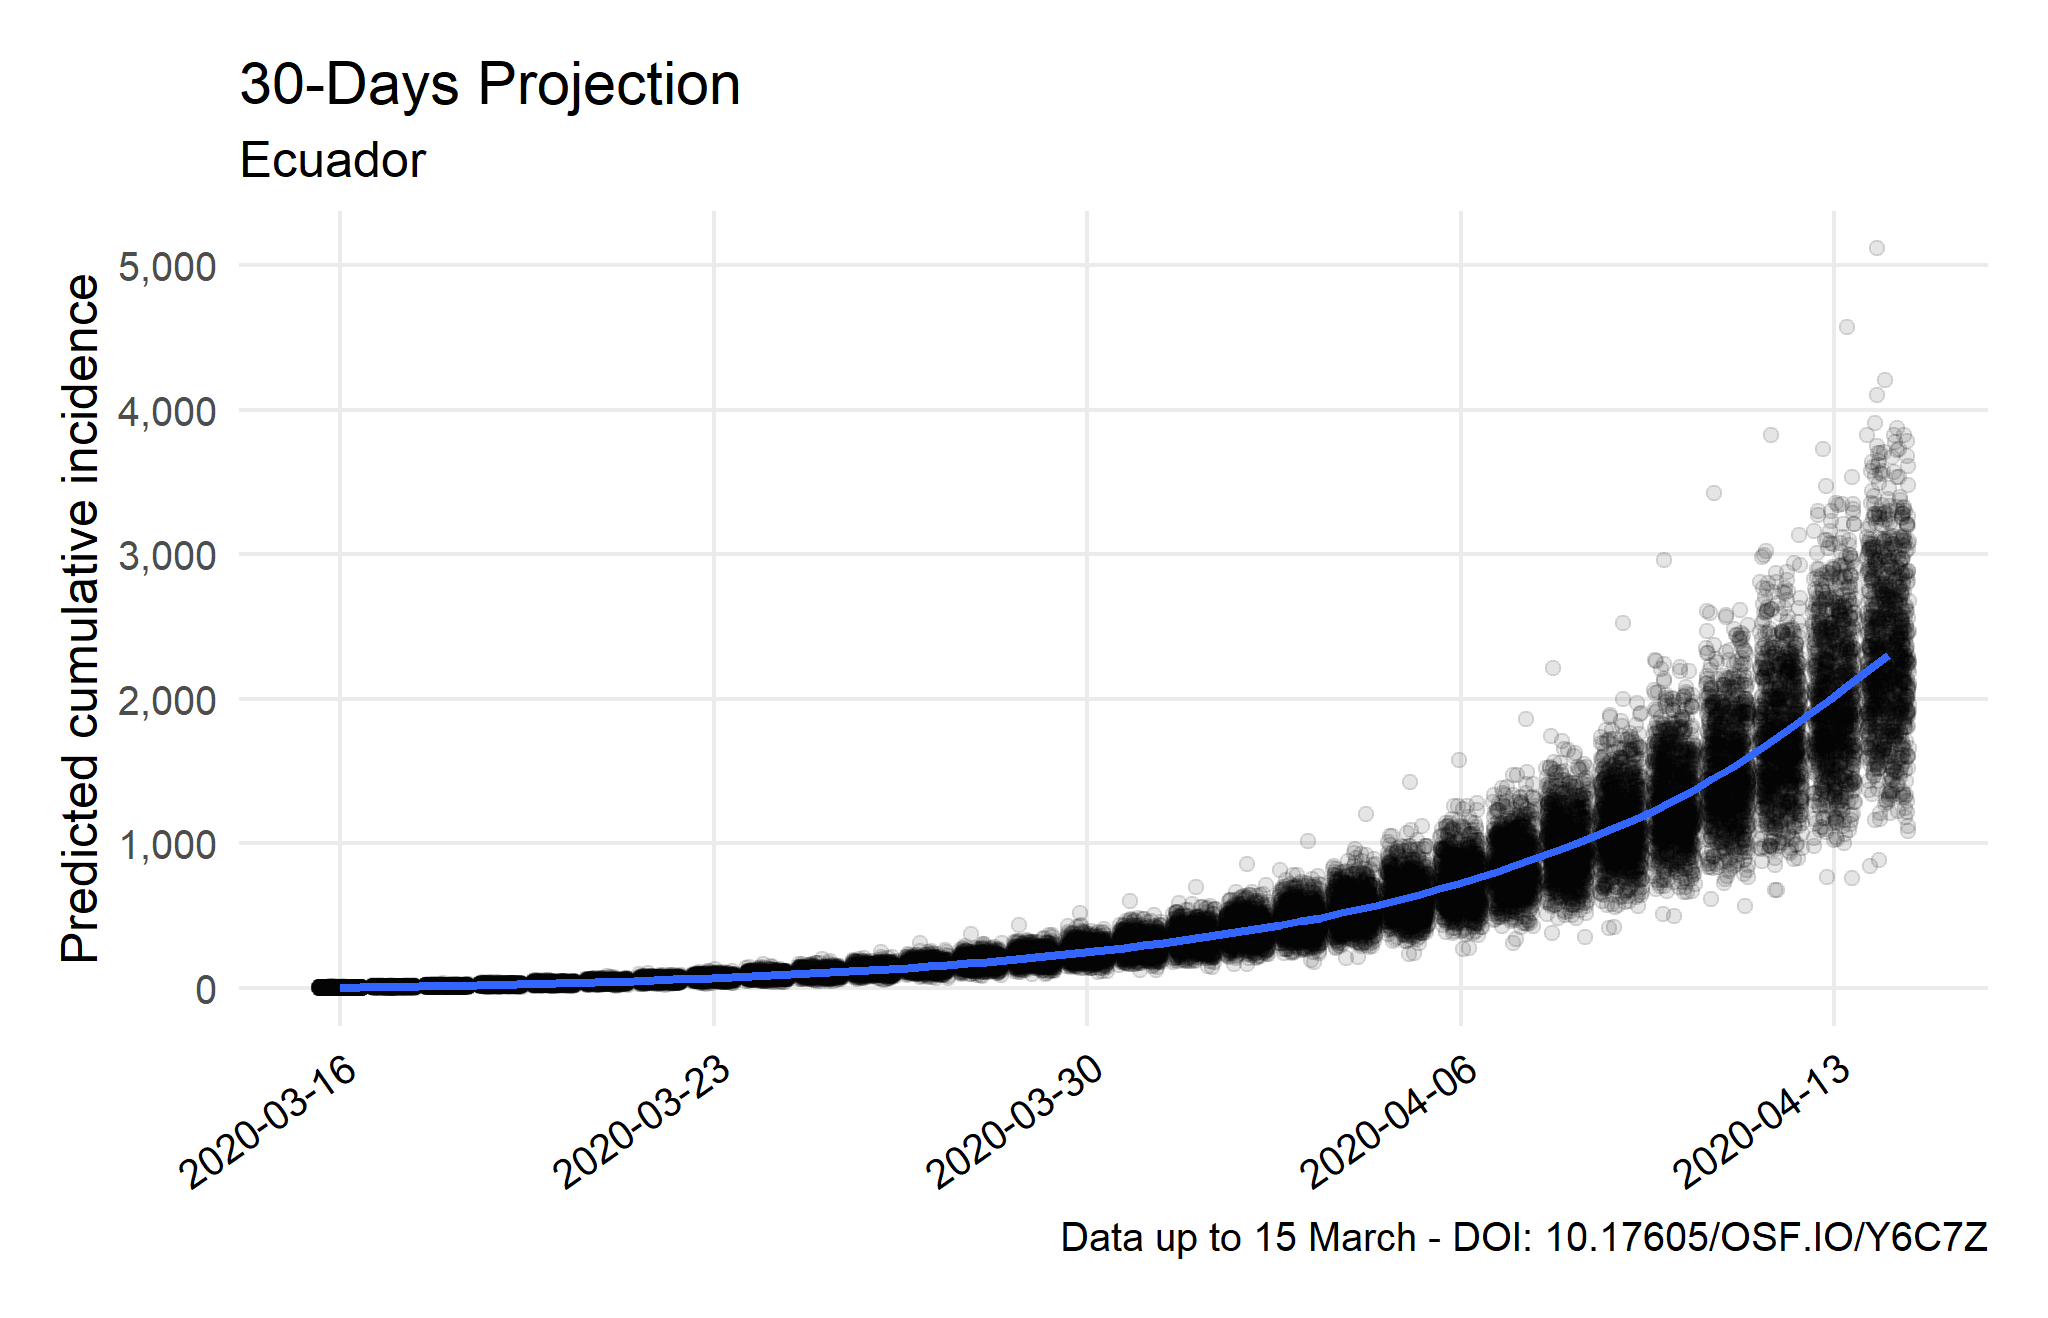 30-Days Projection
Ecuador
Predicted cumulative incidence
5,000
4,000
3,000
2,000
1,000
0
2020-03-16
2020-03-23
2020-03-30
2020-04-06
2020-04-13
Data up to 15 March - DOI: 10.17605/OSF.IO/Y6C7Z